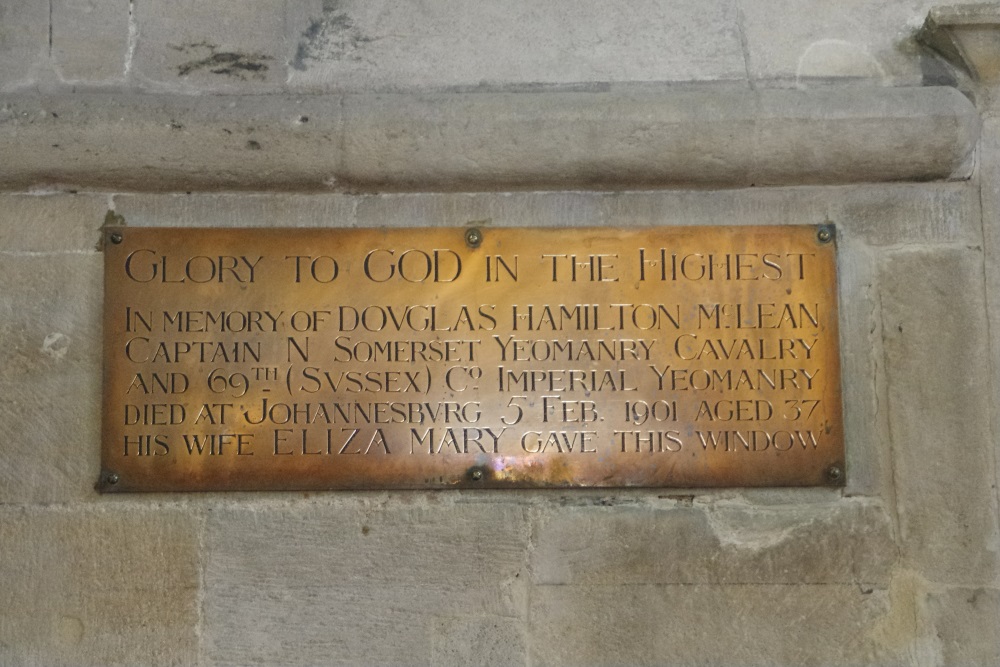 GLORY TO GOD IN THE HIGHEST
IN MEMORY OF DOVGLAS HAMILTON McLEAN
CAPTAIN N SOMERSET YEOMANRY CAVALRY
AND 69TH (SVSSEX) Co IMPERIAL YEOMANRY
DIED AT JOHANNESBVRG 5 FEB. 1901 AGED 37
HIS WIFE ELIZA MARY GAVE THIS WINDOW